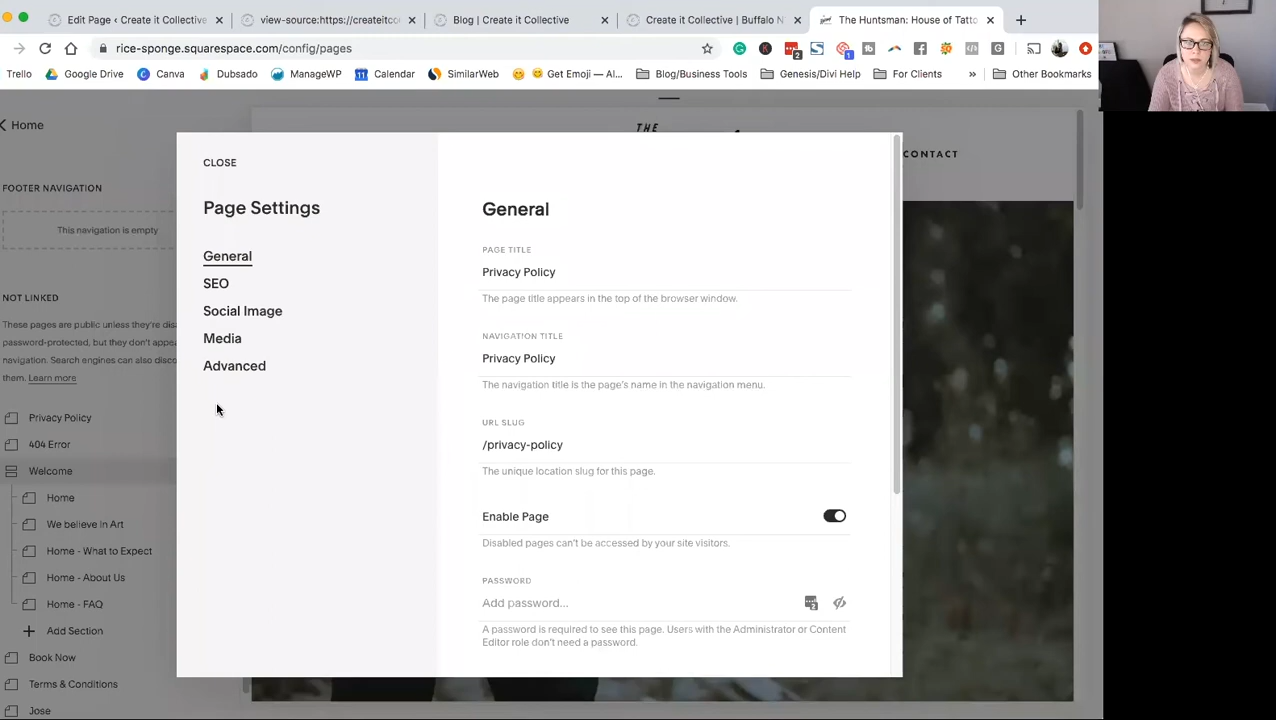 Edit Page ‹ Create it Collective
view-source:https://createitcc
Blog | Create it Collective
Create it Collective | Buffalo N
The Huntsman: House of Tatto
rice-sponge.squarespace.com/config/pages
Trello
Google Drive
Canva
Dubsado
ManageWP
Calendar
SimilarWeb
Get Emoji — Al...
Blog/Business Tools
Genesis/Divi Help
For Clients
»
Other Bookmarks
Home
FOOTER NAVIGATION
This navigation is empty
NOT LINKED
These pages are public unless they're disa
password-protected, but they don't appea
navigation. Search engines can also discov
them. Learn more
Privacy Policy
404 Error
Welcome
Home
We believe in Art
Home - What to Expect
Home - About Us
Home - FAQ
Add Section
Book Now
Terms & Conditions
Jose
THE
CONTACT
CLOSE
Page Settings
General
SEO
Social Image
Media
Advanced
General
PAGE TITLE
Privacy Policy
The page title appears in the top of the browser window.
NAVIGATION TITLE
Privacy Policy
The navigation title is the page's name in the navigation menu.
URL SLUG
/privacy-policy
The unique location slug for this page.
Enable Page
Disabled pages can't be accessed by your site visitors.
PASSWORD
Add password...
A password is required to see this page. Users with the Administrator or Content
Editor role don't need a password.